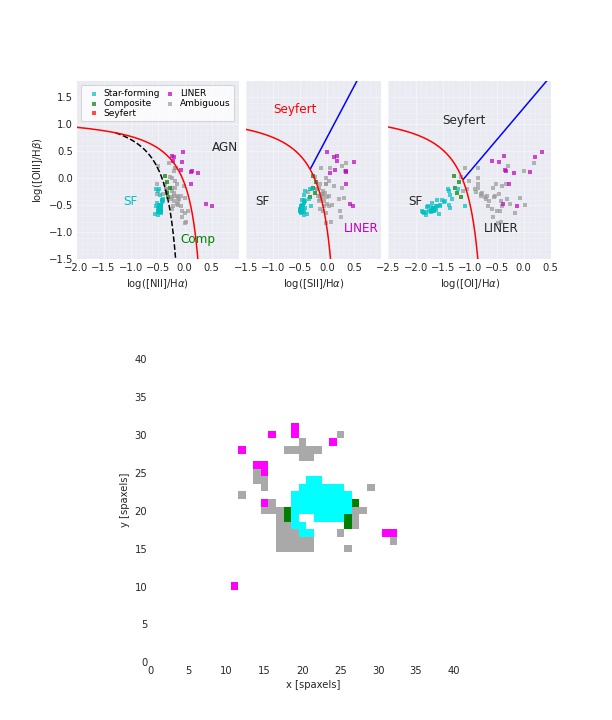 Star-forming
Composite
Seyfert
LINER
Ambiguous
AGN
SF
Comp
1.5
1.0
0.5
0.0
−0.5
−1.0
−1.5
log([OIII]/Hβ)
−2.0 −1.5 −1.0 −0.5 0.0 0.5
log([NII]/Hα)
Seyfert
SF
LINER
−1.5 −1.0 −0.5 0.0 0.5
log([SII]/Hα)
Seyfert
SF
LINER
−2.5 −2.0 −1.5 −1.0 −0.5 0.0 0.5
log([OI]/Hα)
40
35
30
25
20
15
10
5
0
y [spaxels]
0 5 10 15 20 25 30 35 40
x [spaxels]